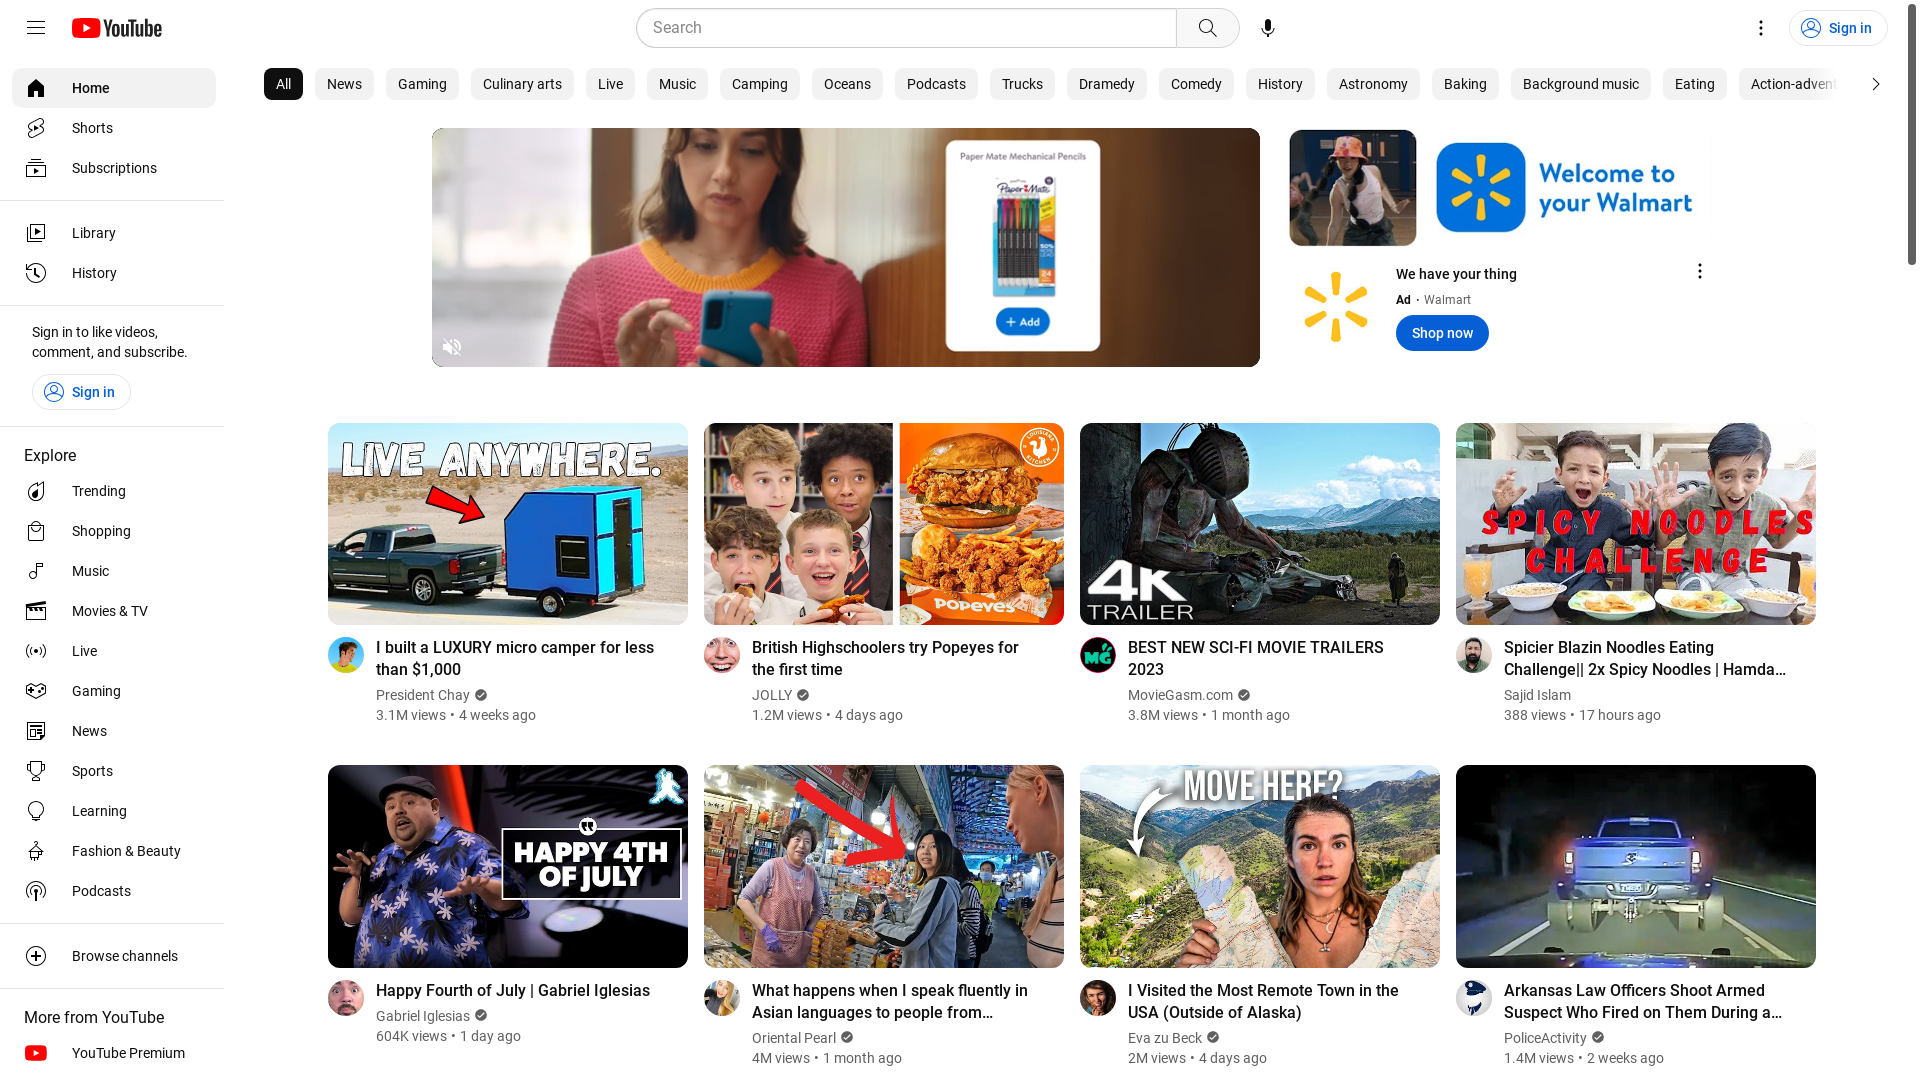 YouTube
Search
Sign in
Home
Shorts
Subscriptions
Library
History
Sign in to like videos,
comment, and subscribe.
Sign in
Explore
Trending
Shopping
Music
Movies & TV
Live
Gaming
News
Sports
Learning
Fashion & Beauty
Podcasts
Browse channels
More from YouTube
YouTube Premium
All
News
Gaming
Culinary arts
Live
Music
Camping
Oceans
Podcasts
Trucks
Dramedy
Comedy
History
Astronomy
Baking
Background music
Eating
Action-advent
Paper Mate Mechanical Pencils
PaperMate
+ Add
Welcome to
your Walmart
We have your thing
Ad • Walmart
Shop now
LIVE ANYWHERE.
I built a LUXURY micro camper for less
than $1,000
President Chay
3.1M views • 4 weeks ago
LOUISIANA
KITCHEN
POPEYES
British Highschoolers try Popeyes for
the first time
JOLLY
1.2M views • 4 days ago
4K
TRAILER
MG
BEST NEW SCI-FI MOVIE TRAILERS
2023
MovieGasm.com
3.8M views • 1 month ago
SPICY NOODLES
CHALLENGE
Spicier Blazin Noodles Eating
Challenge|| 2x Spicy Noodles | Hamda...
Sajid Islam
388 views • 17 hours ago
HAPPY 4TH
OF JULY
Happy Fourth of July | Gabriel Iglesias
Gabriel Iglesias
604K views • 1 day ago
What happens when I speak fluently in
Asian languages to people from...
Oriental Pearl
4M views • 1 month ago
MOVE HERE?
I Visited the Most Remote Town in the
USA (Outside of Alaska)
Eva zu Beck
2M views • 4 days ago
Arkansas Law Officers Shoot Armed
Suspect Who Fired on Them During a...
PoliceActivity
1.4M views • 2 weeks ago